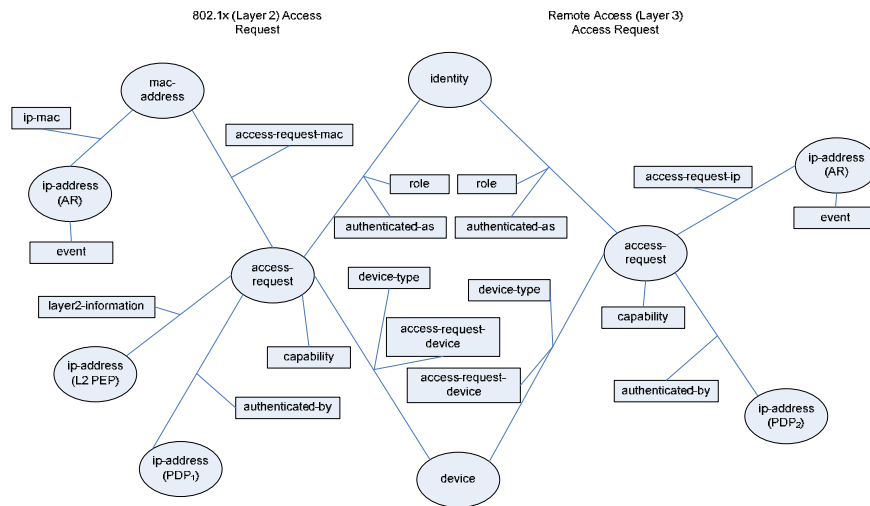 802.1x (Layer 2) Access
Request
Remote Access (Layer 3)
Access Request
mac-
address
identity
ip-mac
access-request-mac
ip-address
(AR)
access-request-ip
ip-address
(AR)
role
role
event
authenticated-as
authenticated-as
event
access-
request
access-
request
device-type
device-type
layer2-information
capability
access-request-
device
capability
ip-address
(L2 PEP)
access-request-
device
authenticated-by
authenticated-by
ip-address
(PDP2)
ip-address
(PDP1)
device